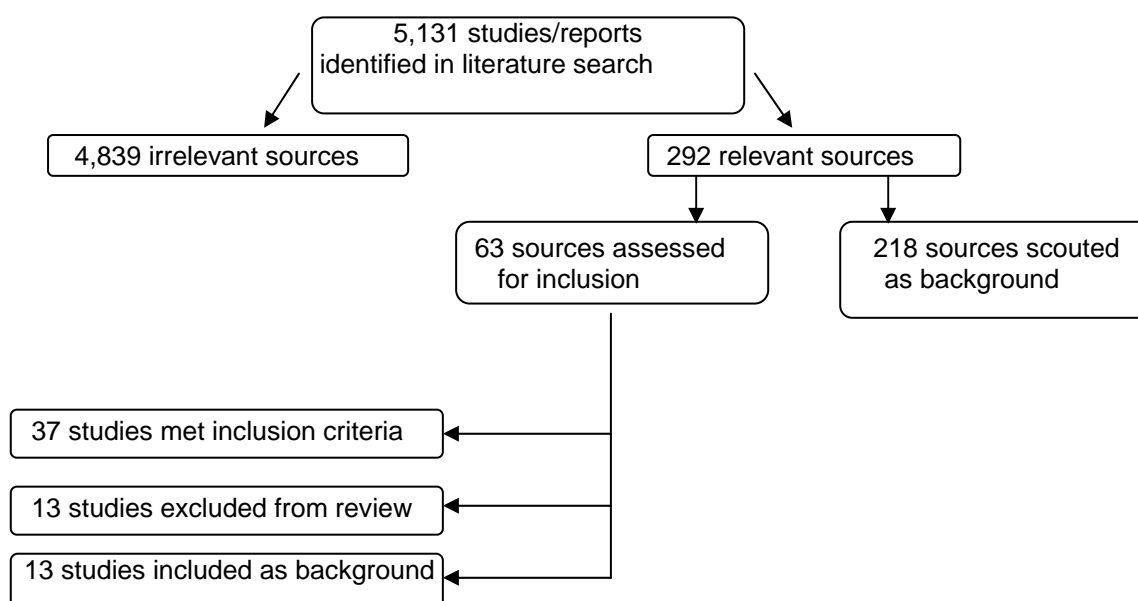 5,131 studies/reports
identified in literature search
4,839 irrelevant sources
292 relevant sources
63 sources assessed
for inclusion
218 sources scouted
as background
37 studies met inclusion criteria
13 studies excluded from review
13 studies included as background